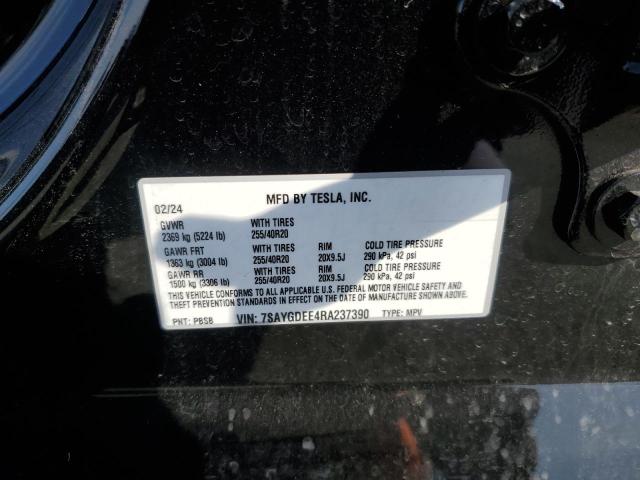 02/24 MFD BY TESLA, INC.
GVWR WITH TIRES
2369 kg (5224 lb) 255/40R20
GAWR FRT WITH TIRES RIM COLD TIRE PRESSURE
1363 kg (3004 lb) 255/40R20 20X9.5J 290 kPa, 42 psi
GAWR RR WITH TIRES RIM COLD TIRE PRESSURE
1500 kg (3306 lb) 255/40R20 20X9.5J 290 kPa, 42 psi
THIS VEHICLE CONFORMS TO ALL APPLICABLE U.S. FEDERAL MOTOR VEHICLE SAFETY AND
THEFT PREVENTION STANDARDS IN EFFECT ON THE DATE OF MANUFACTURE SHOWN ABOVE.
PNT: PBSB VIN: 7SAYGDEE4RA237390 TYPE: MPV